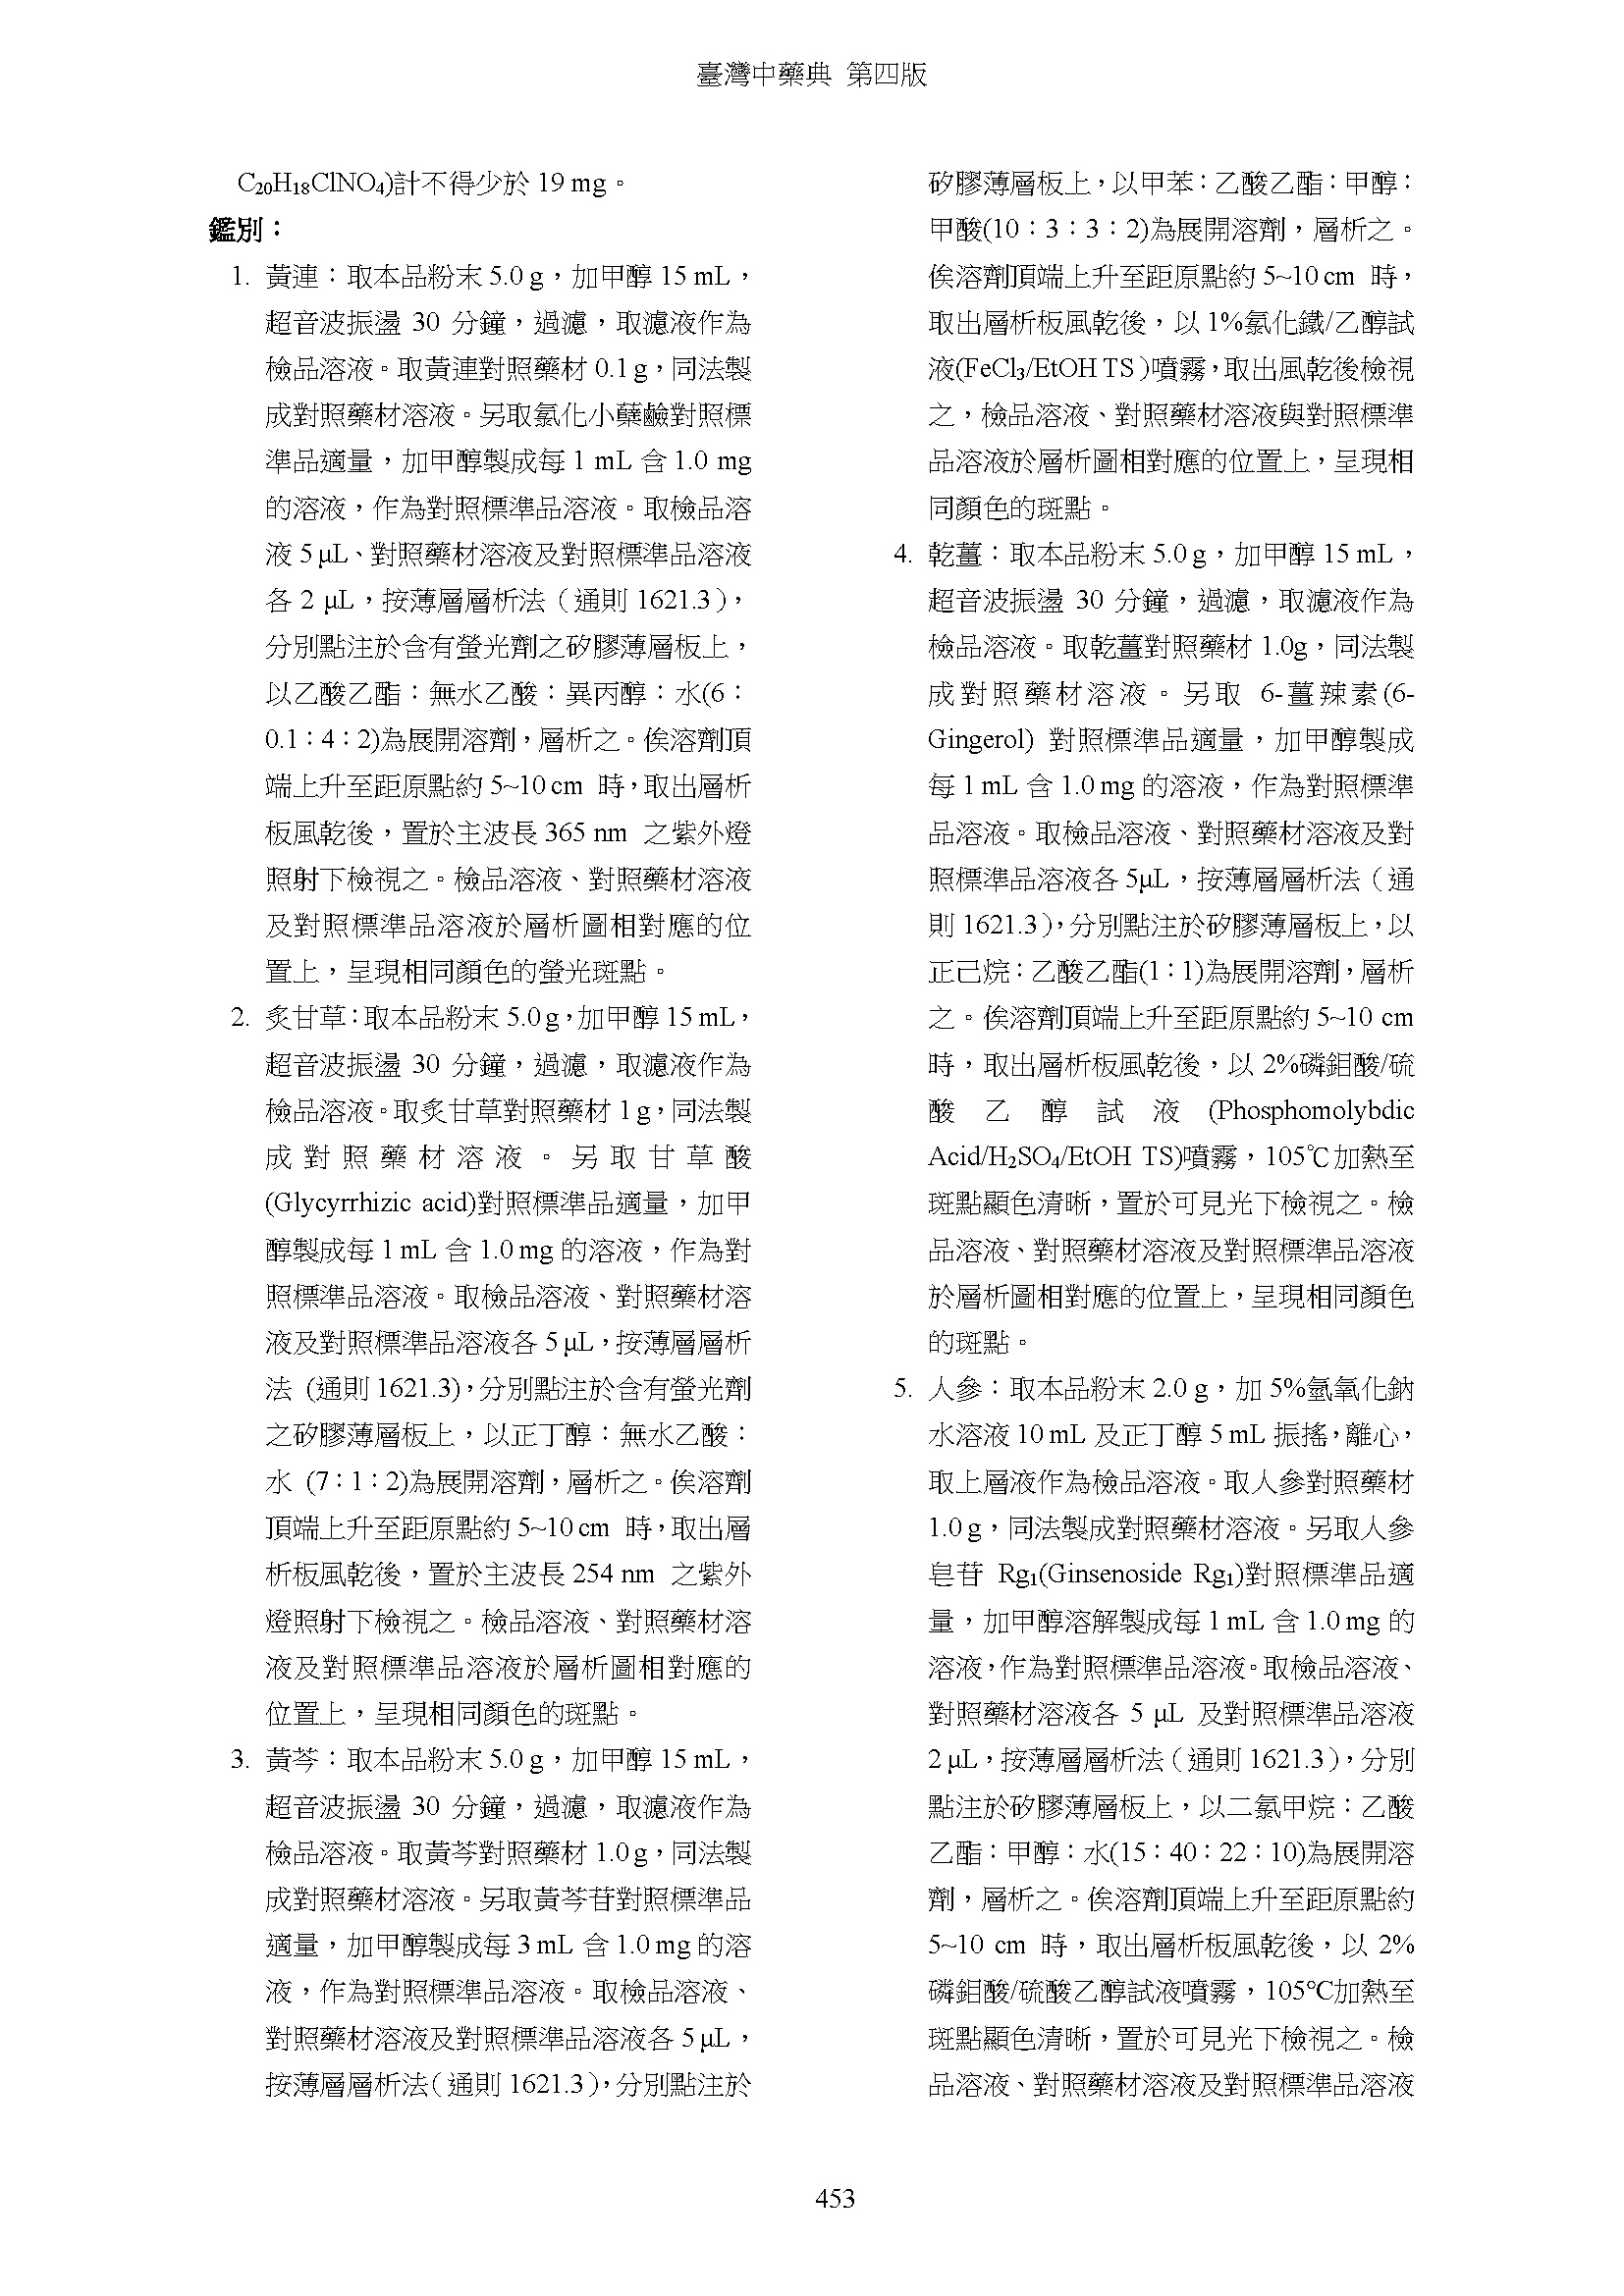 臺灣中藥典 第四版
C₂₀H₁₈ClNO₄)計不得少於 19 mg。
鑑別：
1. 黃連：取本品粉末 5.0 g，加甲醇 15 mL，
超音波振盪 30 分鐘，過濾，取濾液作為
檢品溶液。取黃連對照藥材 0.1 g，同法製
成對照藥材溶液。另取氯化小蘗鹼對照標
準品適量，加甲醇製成每 1 mL 含 1.0 mg
的溶液，作為對照標準品溶液。取檢品溶
液 5 μL、對照藥材溶液及對照標準品溶液
各 2 μL，按薄層層析法（通則 1621.3），
分別點注於含有螢光劑之矽膠薄層板上，
以乙酸乙酯：無水乙酸：異丙醇：水(6：
0.1：4：2)為展開溶劑，層析之。俟溶劑頂
端上升至距原點約 5~10 cm 時，取出層析
板風乾後，置於主波長 365 nm 之紫外燈
照射下檢視之。檢品溶液、對照藥材溶液
及對照標準品溶液於層析圖相對應的位
置上，呈現相同顏色的螢光斑點。
2. 炙甘草：取本品粉末 5.0 g，加甲醇 15 mL，
超音波振盪 30 分鐘，過濾，取濾液作為
檢品溶液。取炙甘草對照藥材 1 g，同法製
成對照藥材溶液。另取甘草酸
(Glycyrrhizic acid)對照標準品適量，加甲
醇製成每 1 mL 含 1.0 mg 的溶液，作為對
照標準品溶液。取檢品溶液、對照藥材溶
液及對照標準品溶液各 5 μL，按薄層層析
法 (通則 1621.3)，分別點注於含有螢光劑
之矽膠薄層板上，以正丁醇：無水乙酸：
水 (7：1：2)為展開溶劑，層析之。俟溶劑
頂端上升至距原點約 5~10 cm 時，取出層
析板風乾後，置於主波長 254 nm 之紫外
燈照射下檢視之。檢品溶液、對照藥材溶
液及對照標準品溶液於層析圖相對應的
位置上，呈現相同顏色的斑點。
3. 黃芩：取本品粉末 5.0 g，加甲醇 15 mL，
超音波振盪 30 分鐘，過濾，取濾液作為
檢品溶液。取黃芩對照藥材 1.0 g，同法製
成對照藥材溶液。另取黃芩苷對照標準品
適量，加甲醇製成每 3 mL 含 1.0 mg 的溶
液，作為對照標準品溶液。取檢品溶液、
對照藥材溶液及對照標準品溶液各 5 μL，
按薄層層析法（通則 1621.3），分別點注於
矽膠薄層板上，以甲苯：乙酸乙酯：甲醇：
甲酸(10：3：3：2)為展開溶劑，層析之。
俟溶劑頂端上升至距原點約 5~10 cm 時，
取出層析板風乾後，以 1%氯化鐵/乙醇試
液(FeCl₃/EtOH TS )噴霧，取出風乾後檢視
之，檢品溶液、對照藥材溶液與對照標準
品溶液於層析圖相對應的位置上，呈現相
同顏色的斑點。
4. 乾薑：取本品粉末 5.0 g，加甲醇 15 mL，
超音波振盪 30 分鐘，過濾，取濾液作為
檢品溶液。取乾薑對照藥材 1.0g，同法製
成對照藥材溶液。另取 6-薑辣素(6-
Gingerol) 對照標準品適量，加甲醇製成
每 1 mL 含 1.0 mg 的溶液，作為對照標準
品溶液。取檢品溶液、對照藥材溶液及對
照標準品溶液各 5μL，按薄層層析法（通
則 1621.3），分別點注於矽膠薄層板上，以
正己烷：乙酸乙酯(1：1)為展開溶劑，層析
之。俟溶劑頂端上升至距原點約 5~10 cm
時，取出層析板風乾後，以 2%磷鉬酸/硫
酸乙醇試液 (Phosphomolybdic
Acid/H₂SO₄/EtOH TS)噴霧，105℃加熱至
斑點顯色清晰，置於可見光下檢視之。檢
品溶液、對照藥材溶液及對照標準品溶液
於層析圖相對應的位置上，呈現相同顏色
的斑點。
5. 人參：取本品粉末 2.0 g，加 5%氫氧化鈉
水溶液 10 mL 及正丁醇 5 mL 振搖，離心，
取上層液作為檢品溶液。取人參對照藥材
1.0 g，同法製成對照藥材溶液。另取人參
皂苷 Rg₁(Ginsenoside Rg₁)對照標準品適
量，加甲醇溶解製成每 1 mL 含 1.0 mg 的
溶液，作為對照標準品溶液。取檢品溶液、
對照藥材溶液各 5 μL 及對照標準品溶液
2 μL，按薄層層析法（通則 1621.3），分別
點注於矽膠薄層板上，以二氯甲烷：乙酸
乙酯：甲醇：水(15：40：22：10)為展開溶
劑，層析之。俟溶劑頂端上升至距原點約
5~10 cm 時，取出層析板風乾後，以 2%
磷鉬酸/硫酸乙醇試液噴霧，105℃加熱至
斑點顯色清晰，置於可見光下檢視之。檢
品溶液、對照藥材溶液及對照標準品溶液
453